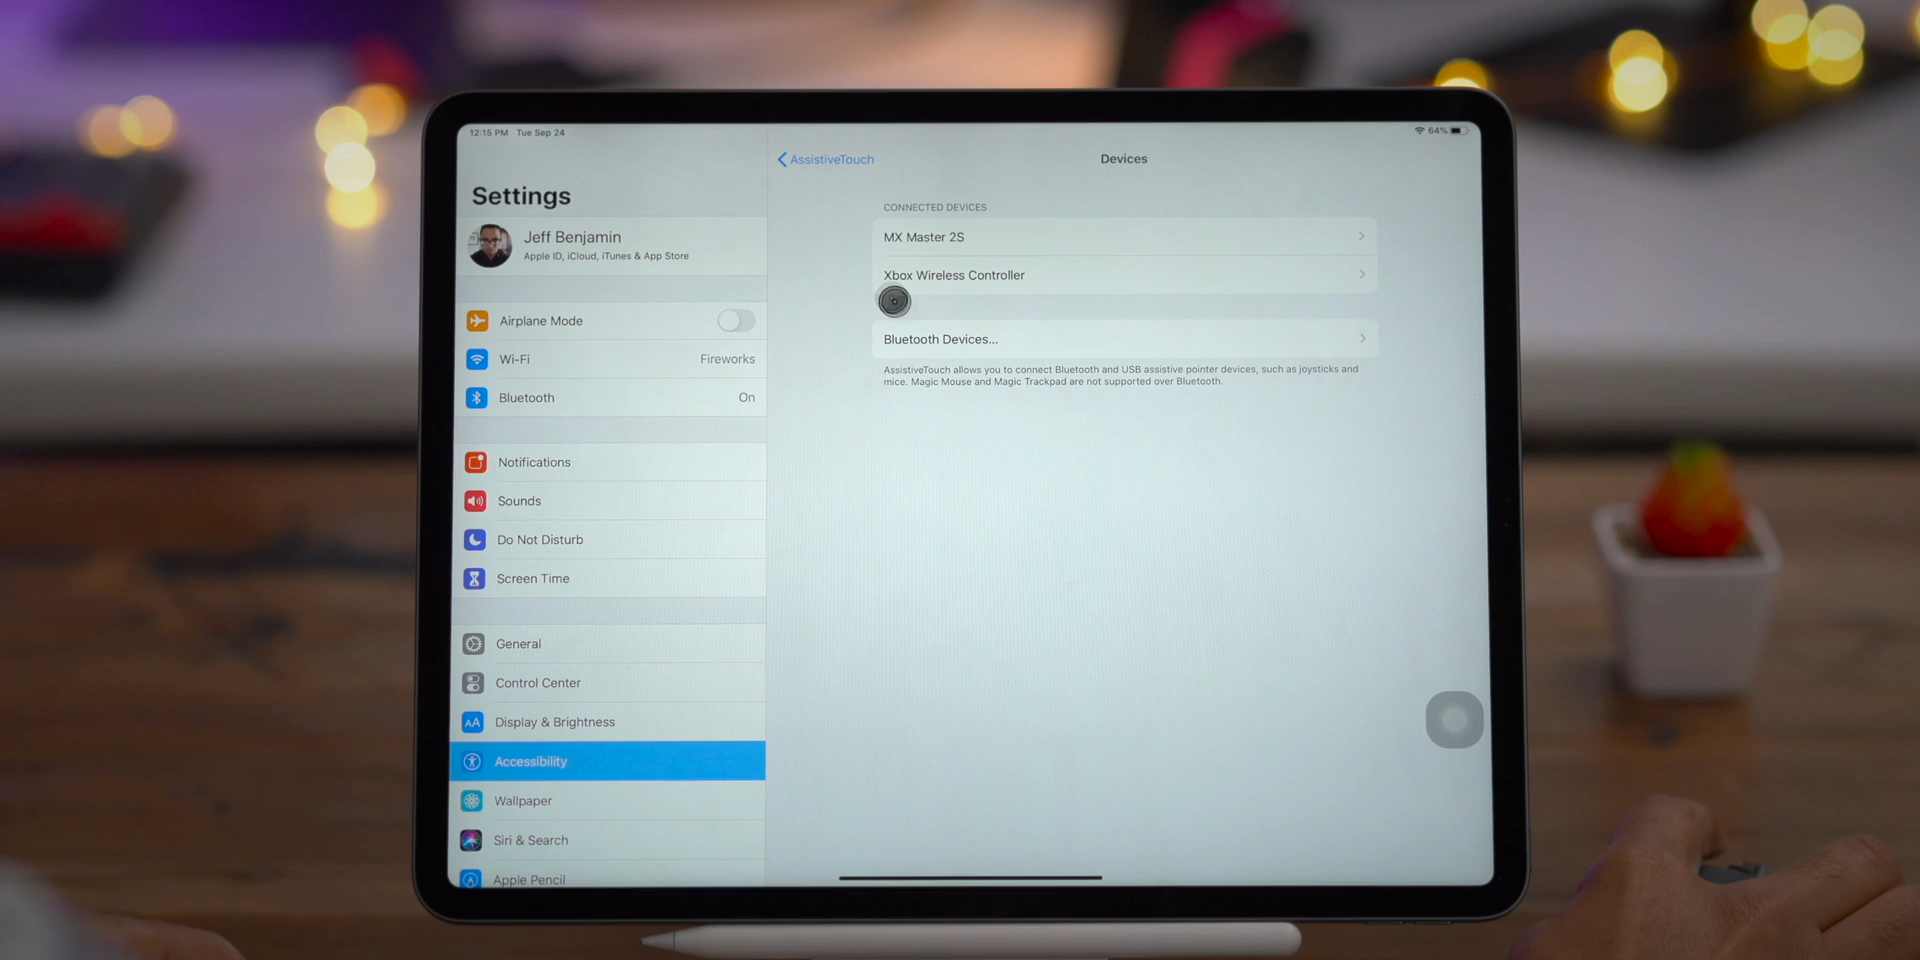 12:15 PM Tue Sep 24
64%
Settings
Jeff Benjamin
Apple ID, iCloud, iTunes & App Store
Airplane Mode
Wi-Fi Fireworks
Bluetooth On
Notifications
Sounds
Do Not Disturb
Screen Time
General
Control Center
AA Display & Brightness
Accessibility
Wallpaper
Siri & Search
Apple Pencil
AssistiveTouch
Devices
CONNECTED DEVICES
MX Master 2S
Xbox Wireless Controller
Bluetooth Devices...
AssistiveTouch allows you to connect Bluetooth and USB assistive pointer devices, such as joysticks and
mice. Magic Mouse and Magic Trackpad are not supported over Bluetooth.